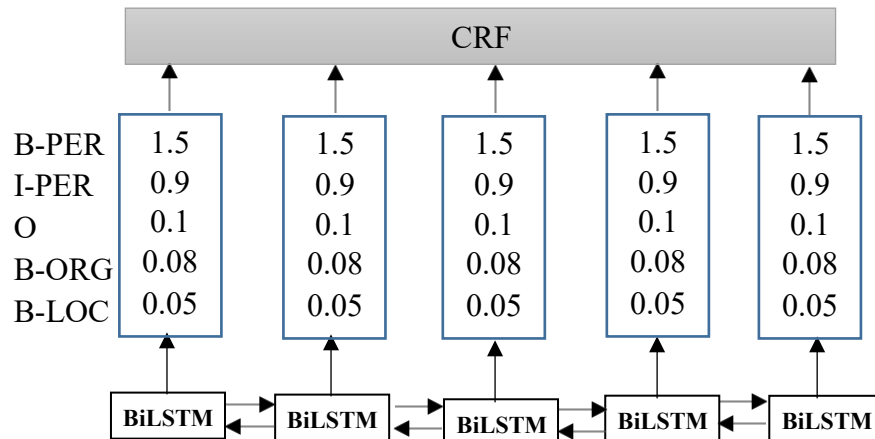 CRF
B-PER 1.5 1.5 1.5 1.5 1.5
I-PER 0.9 0.9 0.9 0.9 0.9
O 0.1 0.1 0.1 0.1 0.1
B-ORG 0.08 0.08 0.08 0.08 0.08
B-LOC 0.05 0.05 0.05 0.05 0.05
BiLSTM BiLSTM BiLSTM BiLSTM BiLSTM